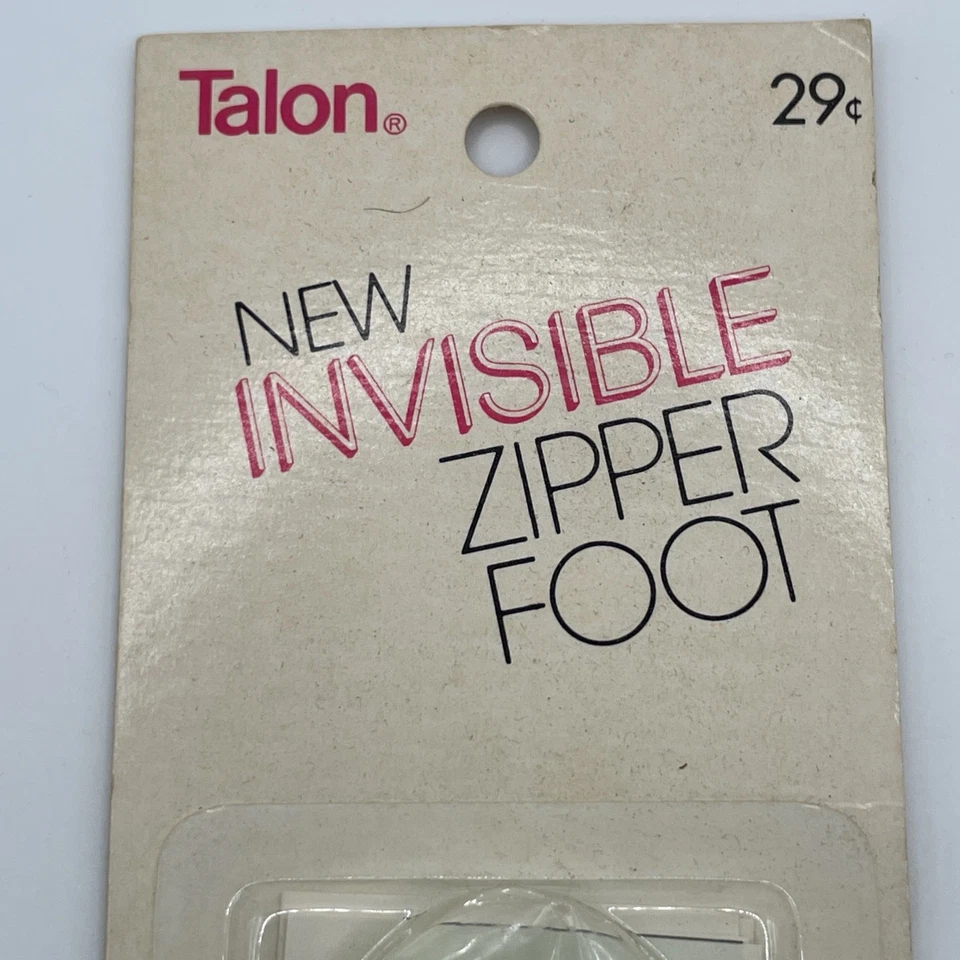 Talon®
29¢
NEW
INVISIBLE
ZIPPER
FOOT